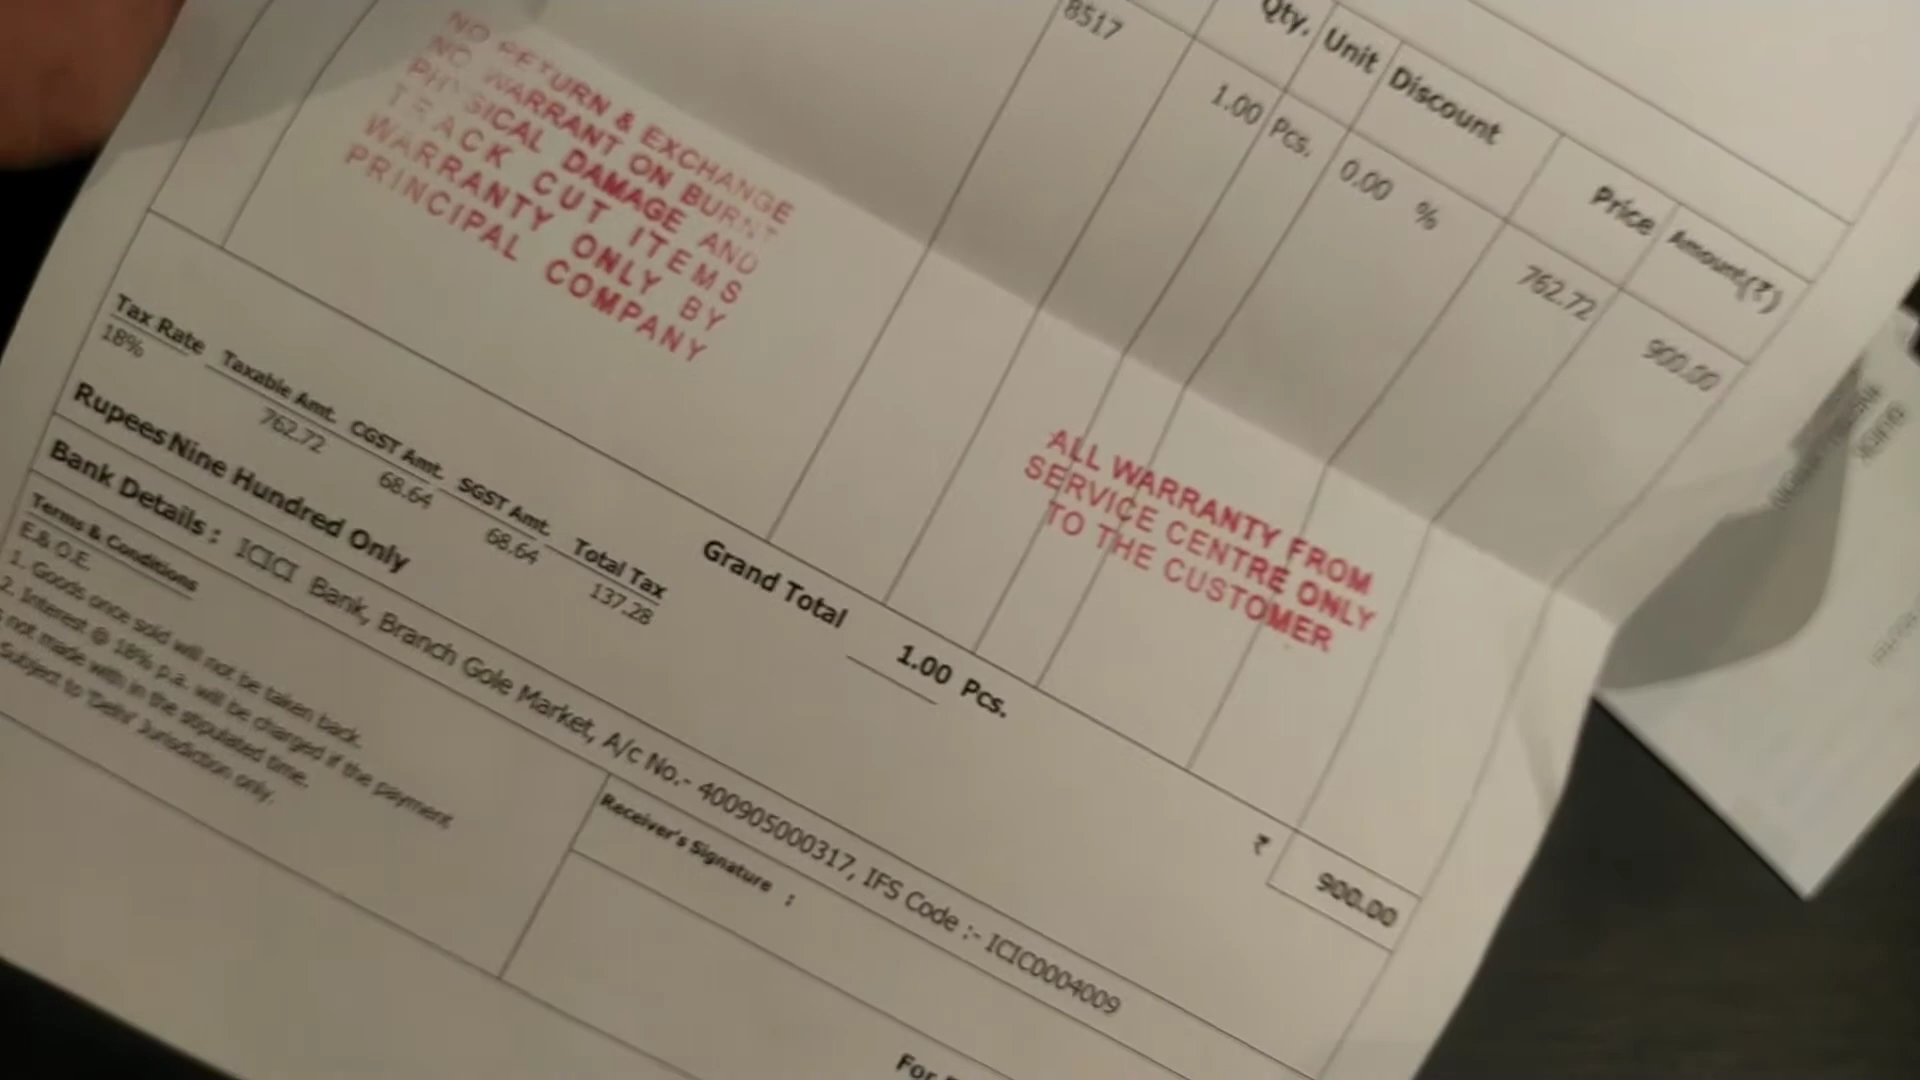 Qty. Unit Discount Price Amount(₹)
8517 1.00 Pcs. 0.00 % 762.72 900.00
NO RETURN & EXCHANGE
NO WARRANT ON BURNT
PHYSICAL DAMAGE AND
TRACK CUT ITEMS
WARRANTY ONLY BY
PRINCIPAL COMPANY
ALL WARRANTY FROM
SERVICE CENTRE ONLY
TO THE CUSTOMER
Grand Total 1.00 Pcs. ₹ 900.00
Tax Rate Taxable Amt. CGST Amt. SGST Amt. Total Tax
18% 762.72 68.64 68.64 137.28
Rupees Nine Hundred Only
Bank Details : ICICI Bank, Branch Gole Market, A/c No.- 400905000317, IFS Code :- ICIC0004009
Terms & Conditions
E.& O.E.
1. Goods once sold will not be taken back.
2. Interest @ 18% p.a. will be charged if the payment
not made with in the stipulated time.
Subject to 'Delhi' Jurisdiction only.
Receiver's Signature :
For